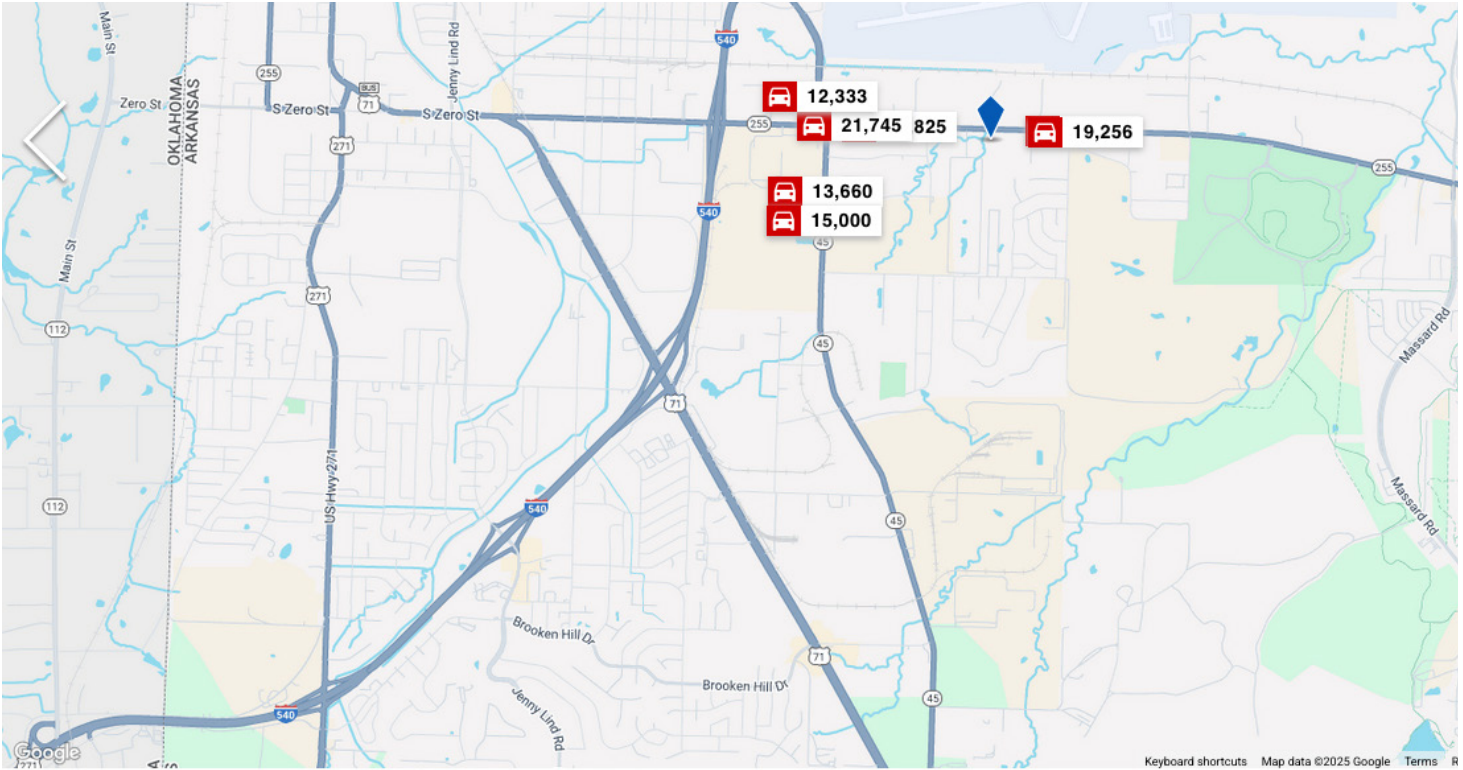 Main St
Jenny Lind Rd
540
255
OKLAHOMA
ARKANSAS
Zero St
S Zero St
BUS
71
S Zero St
12,333
255
21,745
825
19,256
271
255
13,660
15,000
540
45
Main St
271
112
45
Massard Rd
71
US Hwy 271
112
540
45
Massard Rd
Brooken Hill Dr
71
Brooken Hill Dr
Jenny Lind Rd
45
540
Google
271
Keyboard shortcuts
Map data ©2025 Google
Terms